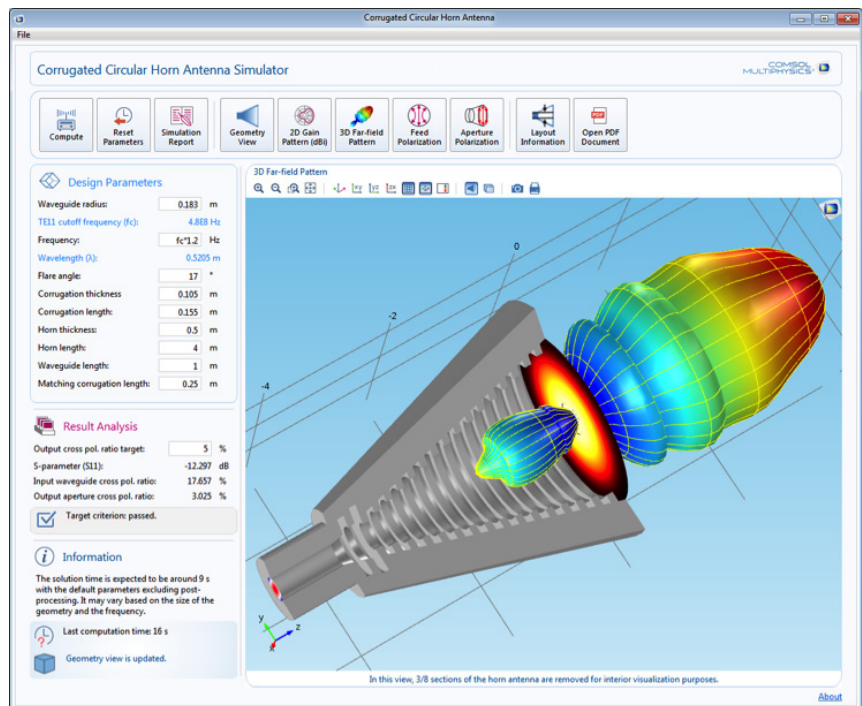 Corrugated Circular Horn Antenna
File
Corrugated Circular Horn Antenna Simulator
COMSOL
MULTIPHYSICS
Compute
Reset
Parameters
Simulation
Report
Geometry
View
2D Gain
Pattern (dBi)
3D Far-field
Pattern
Feed
Polarization
Aperture
Polarization
Layout
Information
PDF
Open PDF
Document
Design Parameters
Waveguide radius: 0.183 m
TE11 cutoff frequency (fc): 4.8E8 Hz
Frequency: fc*1.2 Hz
Wavelength (λ): 0.5205 m
Flare angle: 17 °
Corrugation thickness 0.105 m
Corrugation length: 0.155 m
Horn thickness: 0.5 m
Horn length: 4 m
Waveguide length: 1 m
Matching corrugation length: 0.25 m
Result Analysis
Output cross pol. ratio target: 5 %
S-parameter (S11): -12.297 dB
Input waveguide cross pol. ratio: 17.657 %
Output aperture cross pol. ratio: 3.025 %
Target criterion: passed.
Information
The solution time is expected to be around 9 s
with the default parameters excluding post-
processing. It may vary based on the size of the
geometry and the frequency.
Last computation time: 16 s
Geometry view is updated.
3D Far-field Pattern
xy yz zx
0
-2
-4
y
z
x
In this view, 3/8 sections of the horn antenna are removed for interior visualization purposes.
About